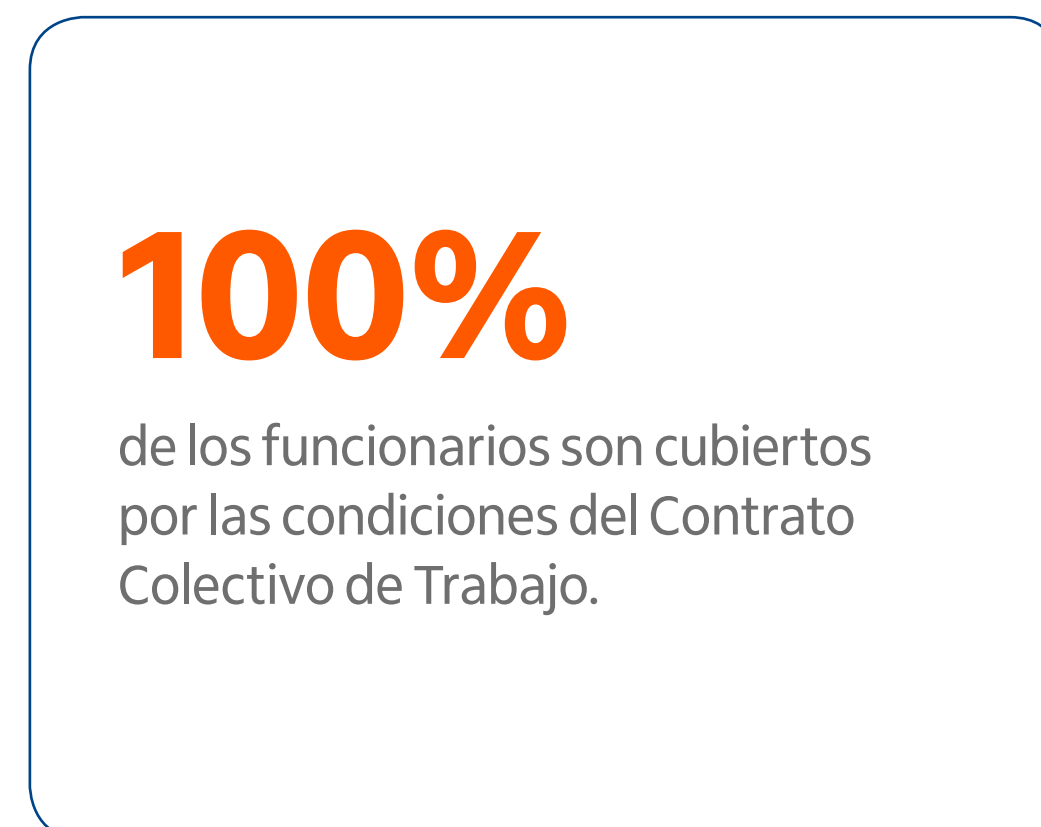 100%
de los funcionarios son cubiertos
por las condiciones del Contrato
Colectivo de Trabajo.